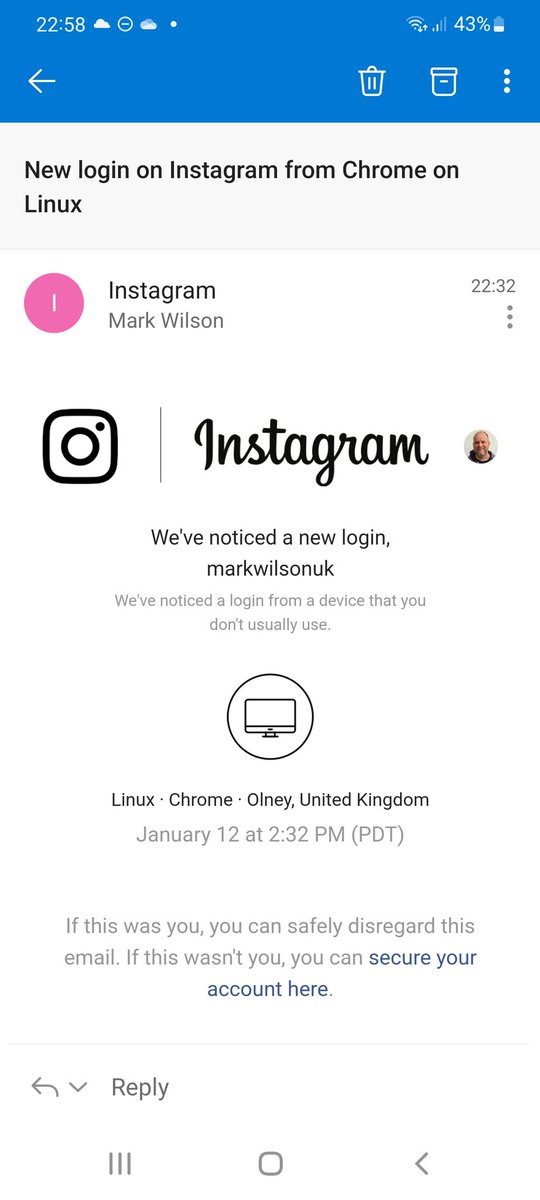 22:58 43%
New login on Instagram from Chrome on
Linux
I
Instagram
22:32
Mark Wilson
Instagram
We've noticed a new login,
markwilsonuk
We've noticed a login from a device that you
don't usually use.
Linux · Chrome · Olney, United Kingdom
January 12 at 2:32 PM (PDT)
If this was you, you can safely disregard this
email. If this wasn't you, you can secure your
account here.
Reply